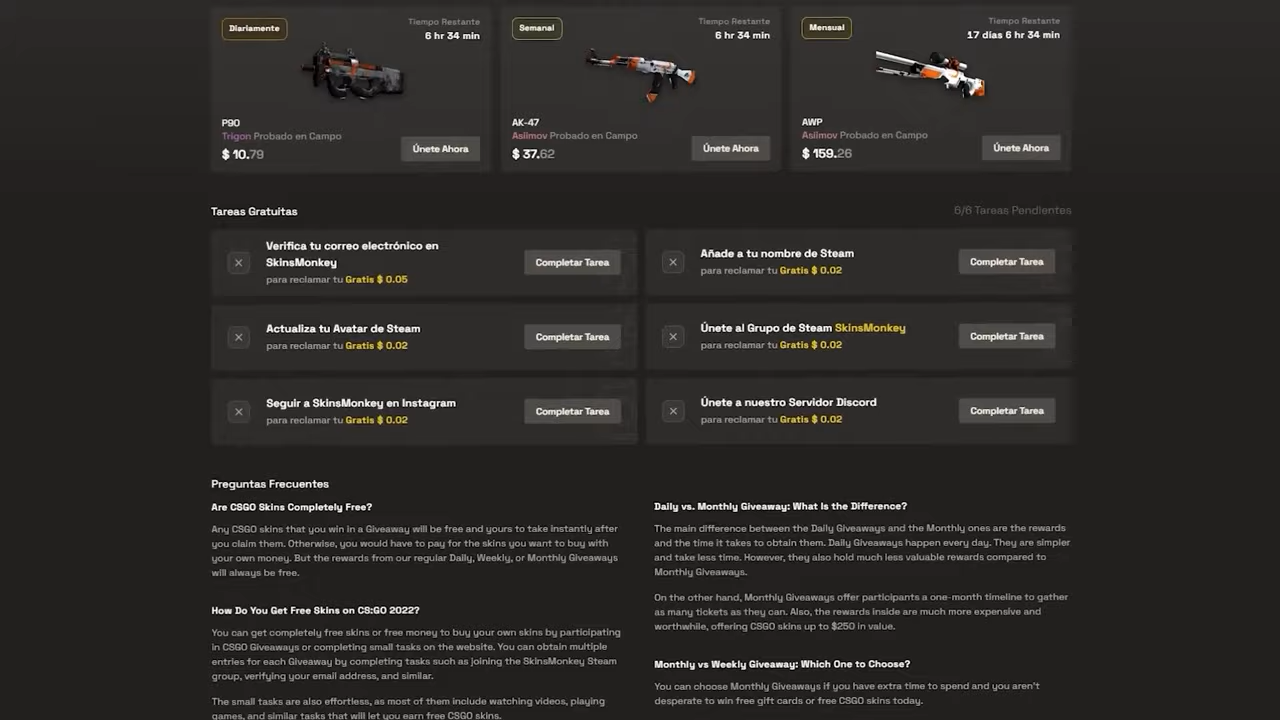 Diariamente
Tiempo Restante
6 hr 34 min
P90
Trigon Probado en Campo
$ 10.79
Únete Ahora
Semanal
Tiempo Restante
6 hr 34 min
AK-47
Asiimov Probado en Campo
$ 37.62
Únete Ahora
Mensual
Tiempo Restante
17 días 6 hr 34 min
AWP
Asiimov Probado en Campo
$ 159.26
Únete Ahora
Tareas Gratuitas
6/6 Tareas Pendientes
Verifica tu correo electrónico en
SkinsMonkey
para reclamar tu Gratis $ 0.05
Completar Tarea
Añade a tu nombre de Steam
para reclamar tu Gratis $ 0.02
Completar Tarea
Actualiza tu Avatar de Steam
para reclamar tu Gratis $ 0.02
Completar Tarea
Únete al Grupo de Steam SkinsMonkey
para reclamar tu Gratis $ 0.02
Completar Tarea
Seguir a SkinsMonkey en Instagram
para reclamar tu Gratis $ 0.02
Completar Tarea
Únete a nuestro Servidor Discord
para reclamar tu Gratis $ 0.02
Completar Tarea
Preguntas Frecuentes
Are CSGO Skins Completely Free?
Any CSGO skins that you win in a Giveaway will be free and yours to take instantly after
you claim them. Otherwise, you would have to pay for the skins you want to buy with
your own money. But the rewards from our regular Daily, Weekly, or Monthly Giveaways
will always be free.
How Do You Get Free Skins on CS:GO 2022?
You can get completely free skins or free money to buy your own skins by participating
in CSGO Giveaways or completing small tasks on the website. You can obtain multiple
entries for each Giveaway by completing tasks such as joining the SkinsMonkey Steam
group, verifying your email address, and similar.
The small tasks are also effortless, as most of them include watching videos, playing
games, and similar tasks that will let you earn free CSGO skins.
Daily vs. Monthly Giveaway: What Is the Difference?
The main difference between the Daily Giveaways and the Monthly ones are the rewards
and the time it takes to obtain them. Daily Giveaways happen every day. They are simpler
and take less time. However, they also hold much less valuable rewards compared to
Monthly Giveaways.
On the other hand, Monthly Giveaways offer participants a one-month timeline to gather
as many tickets as they can. Also, the rewards inside are much more expensive and
worthwhile, offering CSGO skins up to $250 in value.
Monthly vs Weekly Giveaway: Which One to Choose?
You can choose Monthly Giveaways if you have extra time to spend and you aren't
desperate to win free gift cards or free CSGO skins today.